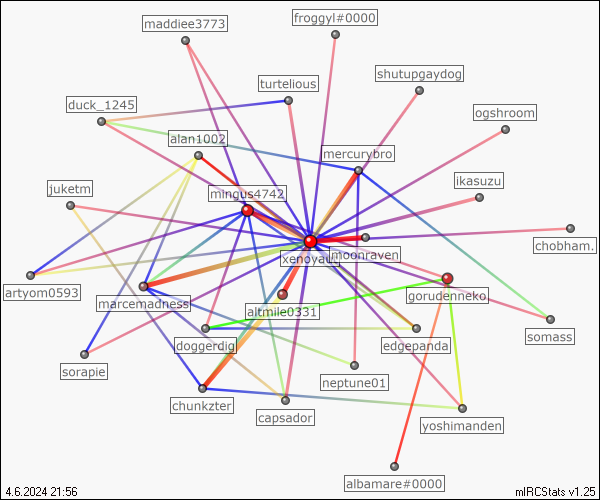 froggyl#0000
maddiee3773
shutupgaydog
turtelious
duck_1245
ogshroom
alan1002
mercurybro
ikasuzu
juketm
mingus4742
chobham.
moonraven
artyom0593
marcemadness
gorudenneko
altmile0331
somass
doggerdig
edgepanda
sorapie
neptune01
chunkzter
capsador
yoshimanden
albamare#0000
4.6.2024 21:56
mIRCStats v1.25